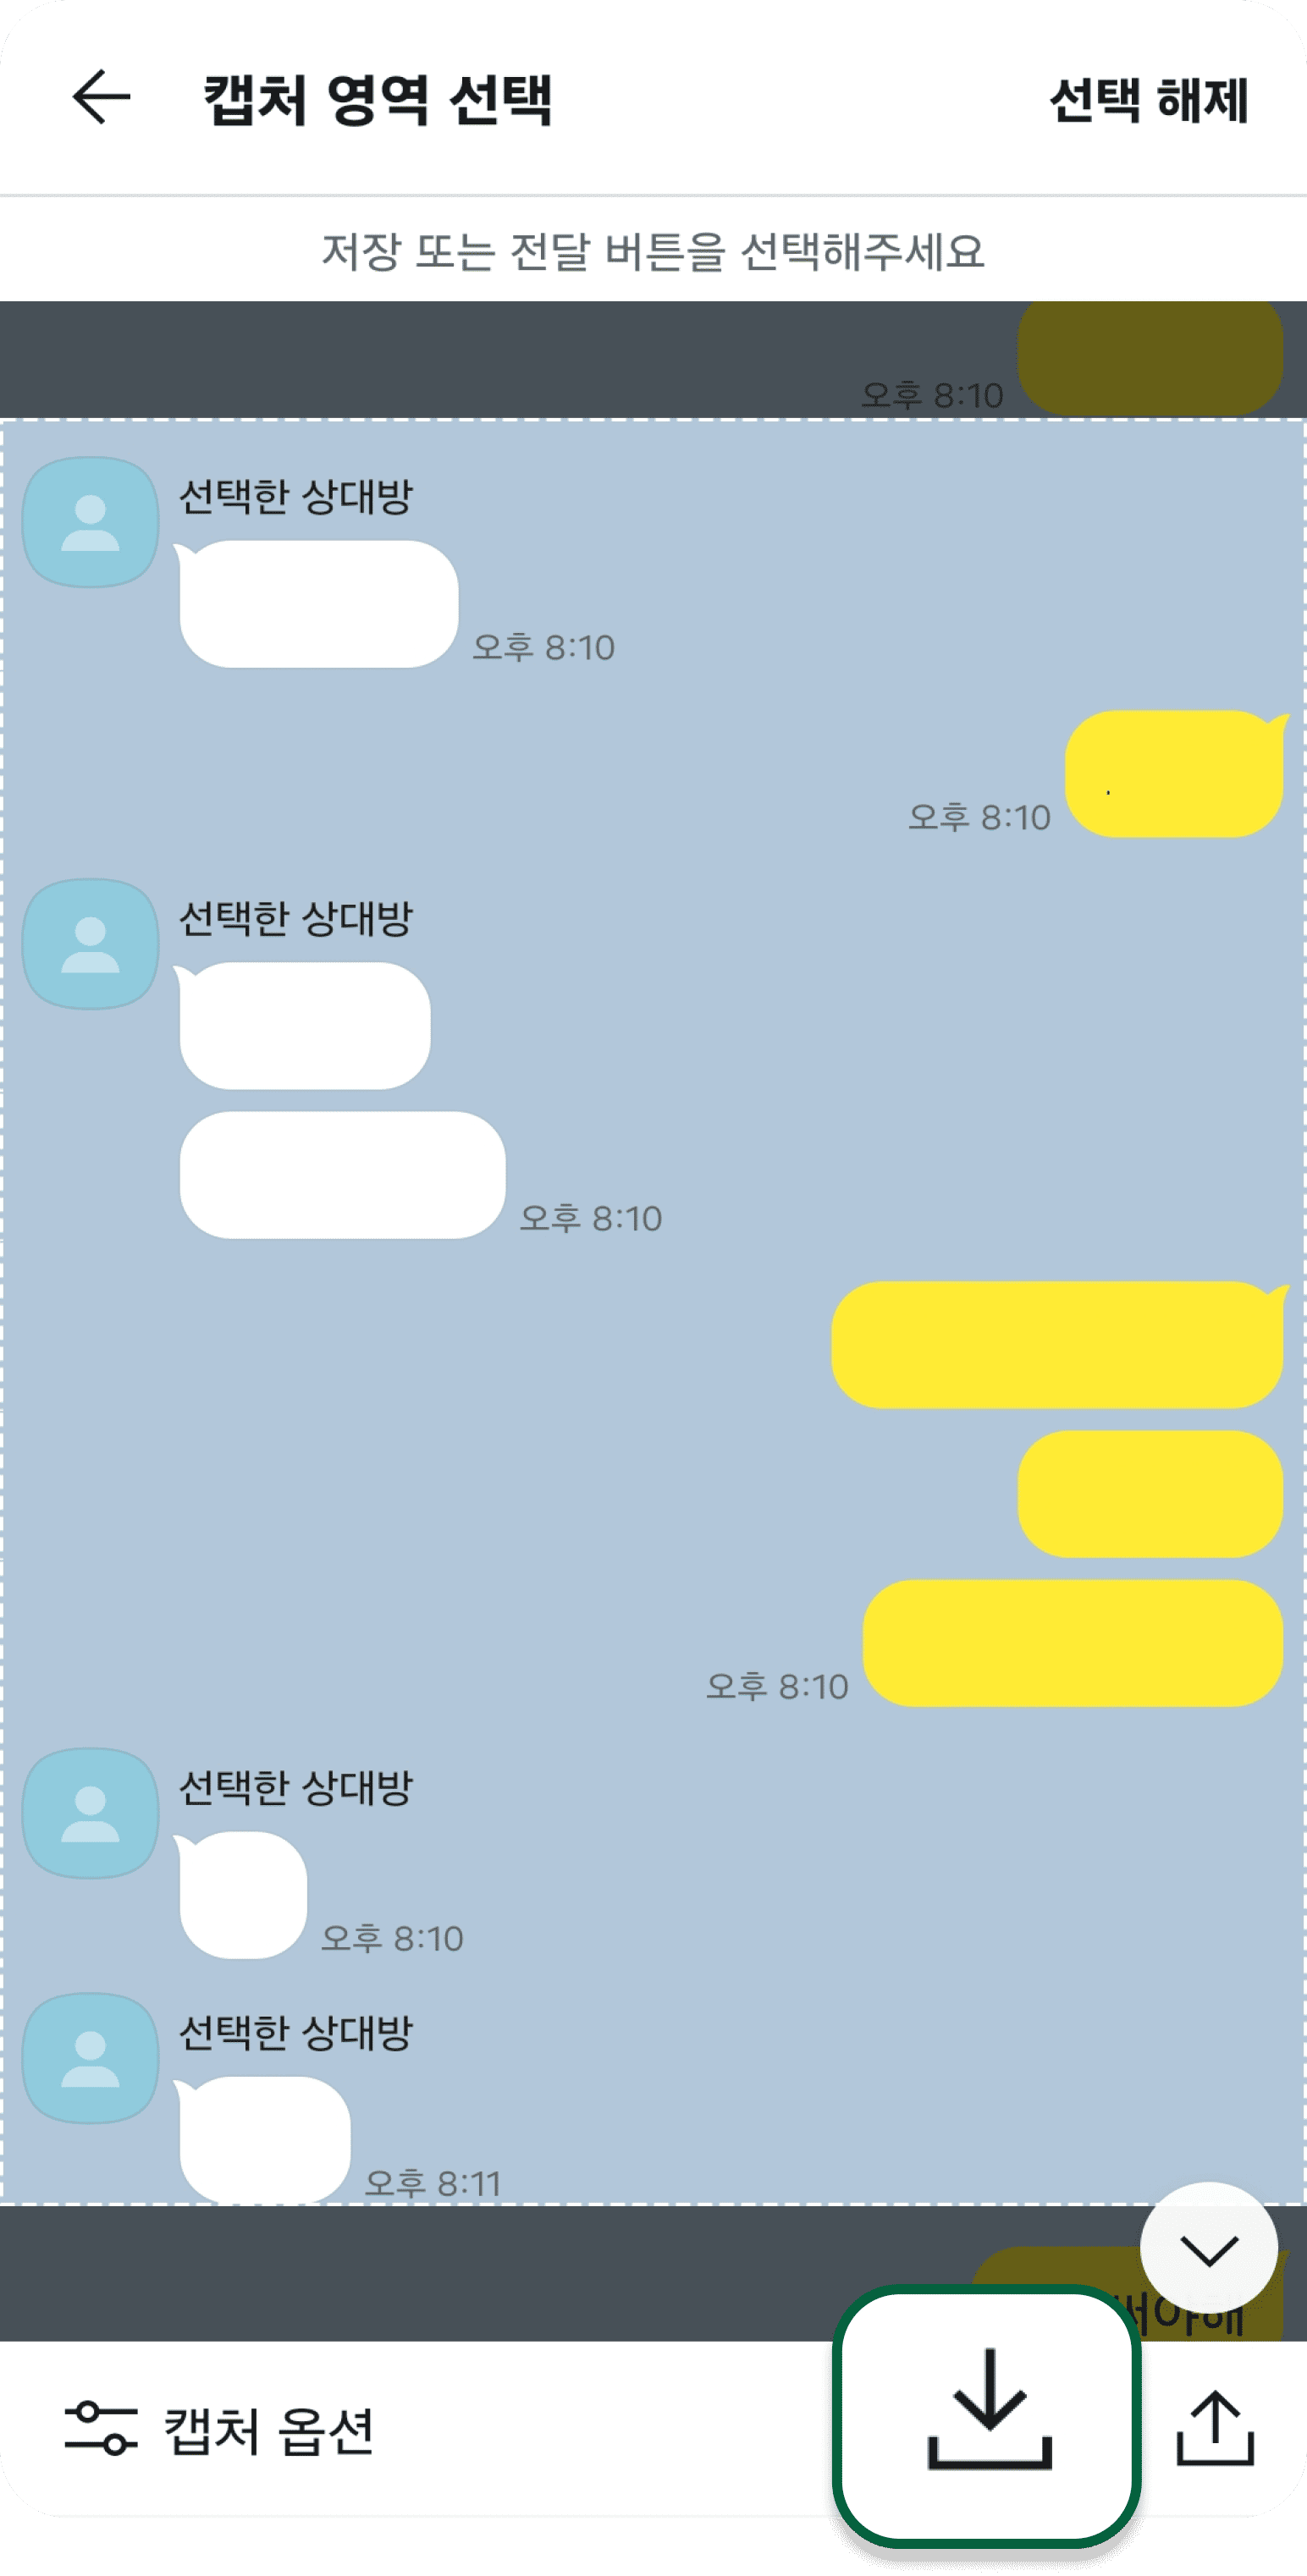 캡처 영역 선택
선택 해제
저장 또는 전달 버튼을 선택해주세요
오후 8:10
선택한 상대방
오후 8:10
오후 8:10
선택한 상대방
오후 8:10
오후 8:10
선택한 상대방
오후 8:10
선택한 상대방
오후 8:11
캡처 옵션